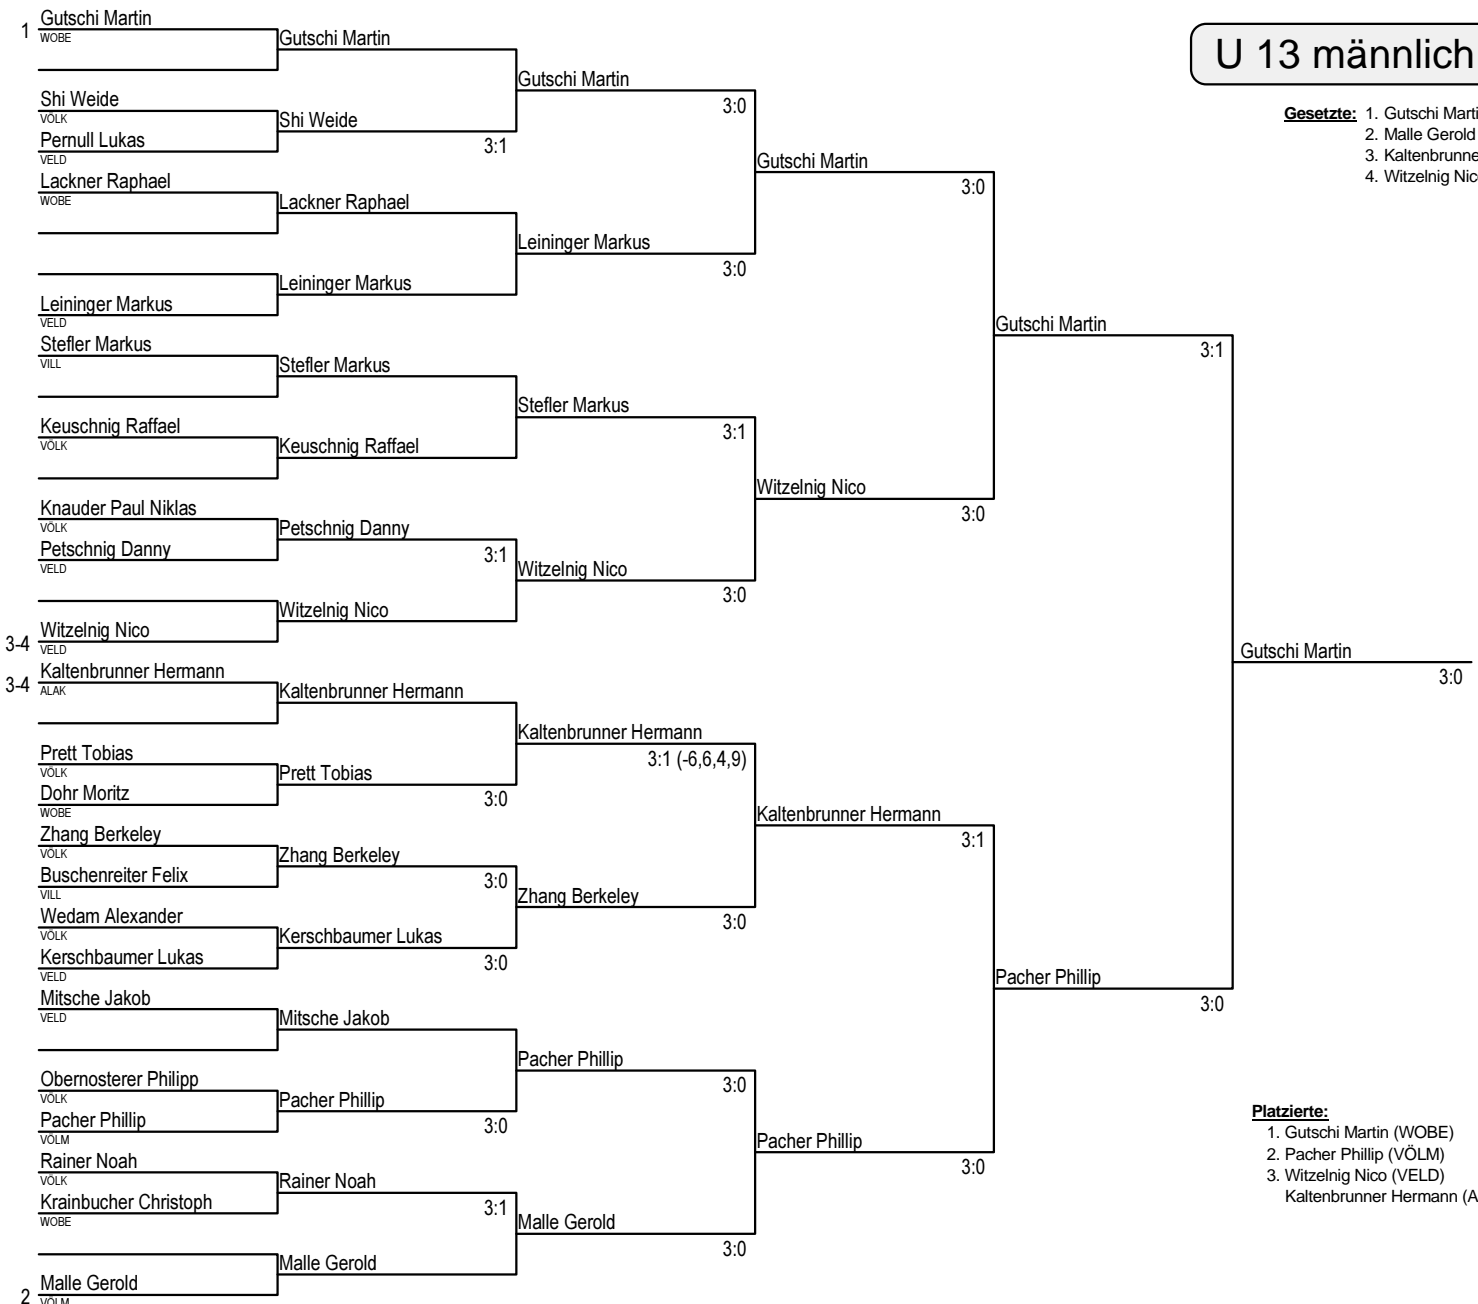 U 13 männlich
Gesetzte: 1. Gutschi Marti
2. Malle Gerold
3. Kaltenbrunne
4. Witzelnig Nic
1 Gutschi Martin
WOBE
Shi Weide
VÖLK
Pernull Lukas
VELD
Lackner Raphael
WOBE
Leininger Markus
VELD
Stefler Markus
VILL
Keuschnig Raffael
VÖLK
Knauder Paul Niklas
VÖLK
Petschnig Danny
VELD
3-4 Witzelnig Nico
VELD
3-4 Kaltenbrunner Hermann
ALAK
Prett Tobias
VÖLK
Dohr Moritz
WOBE
Zhang Berkeley
VÖLK
Buschenreiter Felix
VILL
Wedam Alexander
VÖLK
Kerschbaumer Lukas
VELD
Mitsche Jakob
VELD
Obernosterer Philipp
VÖLK
Pacher Phillip
VÖLM
Rainer Noah
VÖLK
Krainbucher Christoph
WOBE
2 Malle Gerold
VÖLM
Gutschi Martin
Shi Weide
3:1
Lackner Raphael
Leininger Markus
Stefler Markus
Keuschnig Raffael
Petschnig Danny
3:1
Witzelnig Nico
Kaltenbrunner Hermann
Prett Tobias
3:0
Zhang Berkeley
3:0
Kerschbaumer Lukas
3:0
Mitsche Jakob
Pacher Phillip
3:0
Rainer Noah
3:1
Malle Gerold
Gutschi Martin
3:0
Leininger Markus
3:0
Stefler Markus
3:1
Witzelnig Nico
3:0
Kaltenbrunner Hermann
3:1 (-6,6,4,9)
Zhang Berkeley
3:0
Pacher Phillip
3:0
Malle Gerold
3:0
Gutschi Martin
3:0
Witzelnig Nico
3:0
Kaltenbrunner Hermann
3:1
Pacher Phillip
3:0
Gutschi Martin
3:1
Pacher Phillip
3:0
Gutschi Martin
3:0
Platzierte:
1. Gutschi Martin (WOBE)
2. Pacher Phillip (VÖLM)
3. Witzelnig Nico (VELD)
Kaltenbrunner Hermann (A